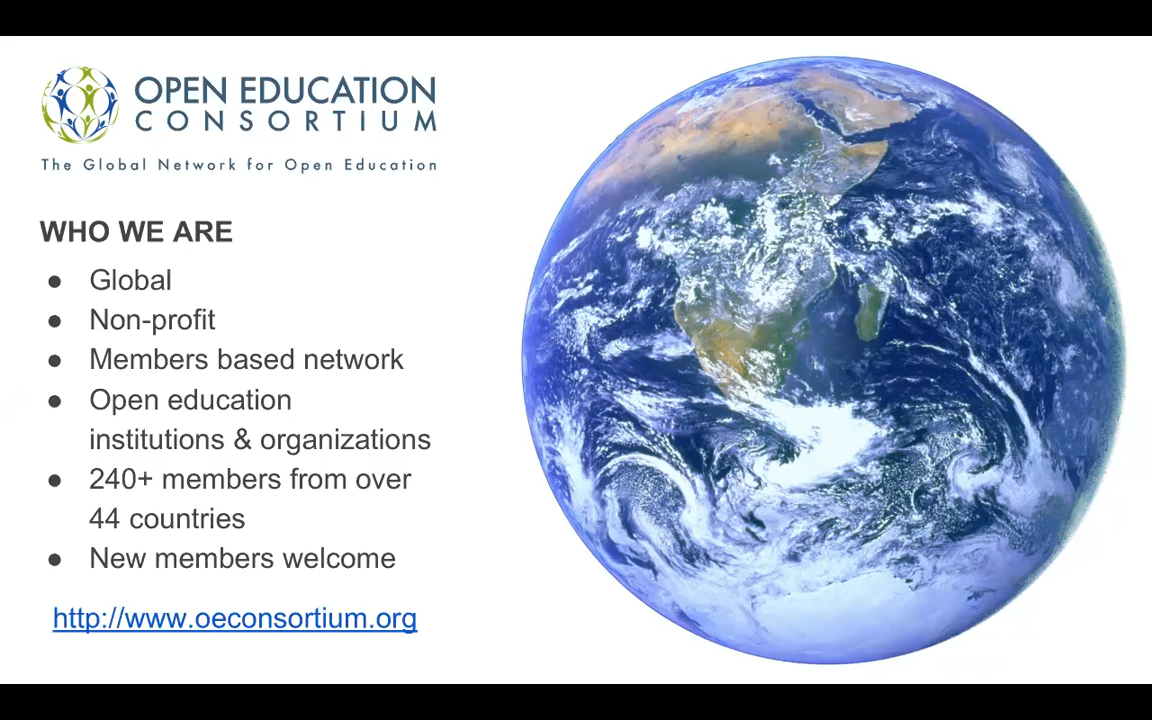 OPEN EDUCATION
CONSORTIUM
The Global Network for Open Education
WHO WE ARE
● Global
● Non-profit
● Members based network
● Open education
institutions & organizations
● 240+ members from over
44 countries
● New members welcome
http://www.oeconsortium.org